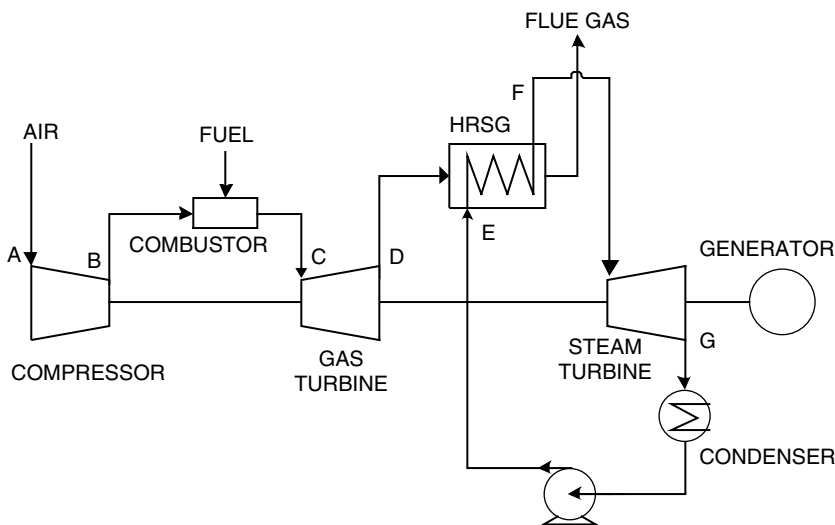 FLUE GAS
F
AIR
FUEL
HRSG
E
COMBUSTOR
GENERATOR
A
B
C
D
COMPRESSOR
GAS
TURBINE
STEAM
TURBINE
G
CONDENSER